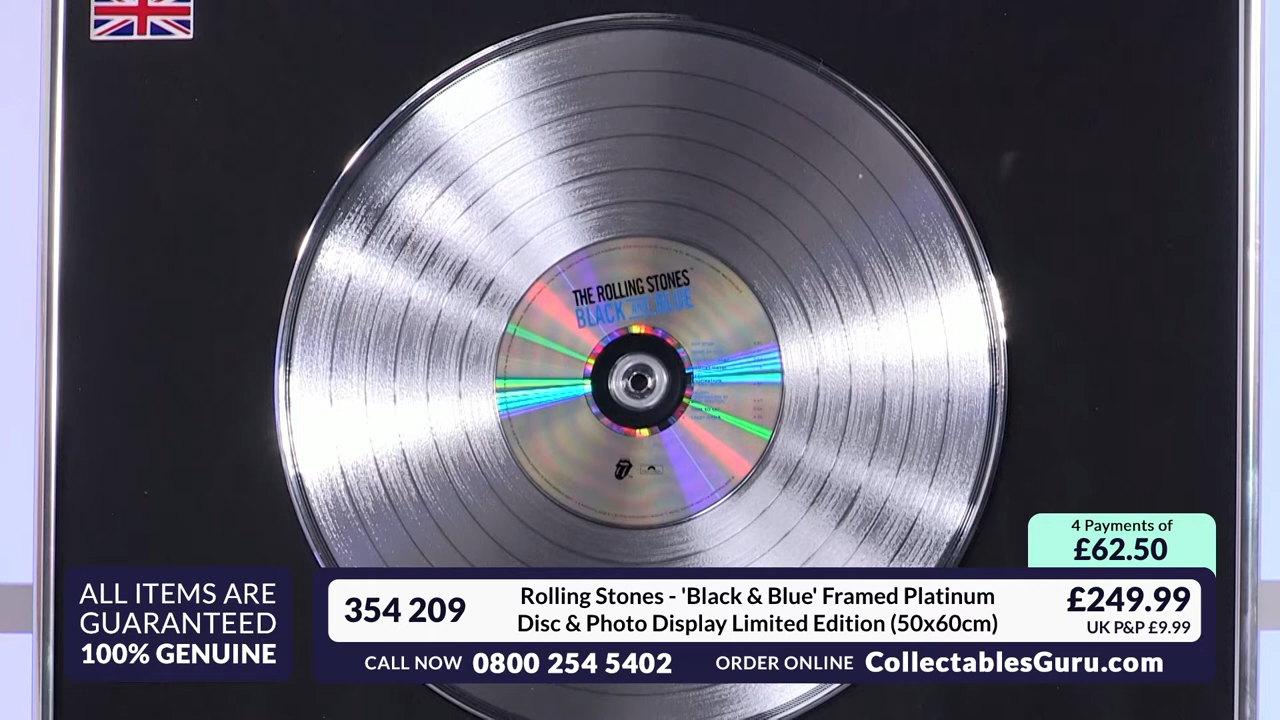 THE ROLLING STONES
BLACK AND BLUE
4 Payments of
£62.50
ALL ITEMS ARE
GUARANTEED
100% GENUINE
354 209
Rolling Stones - 'Black & Blue' Framed Platinum
Disc & Photo Display Limited Edition (50x60cm)
£249.99
UK P&P £9.99
CALL NOW 0800 254 5402
ORDER ONLINE CollectablesGuru.com